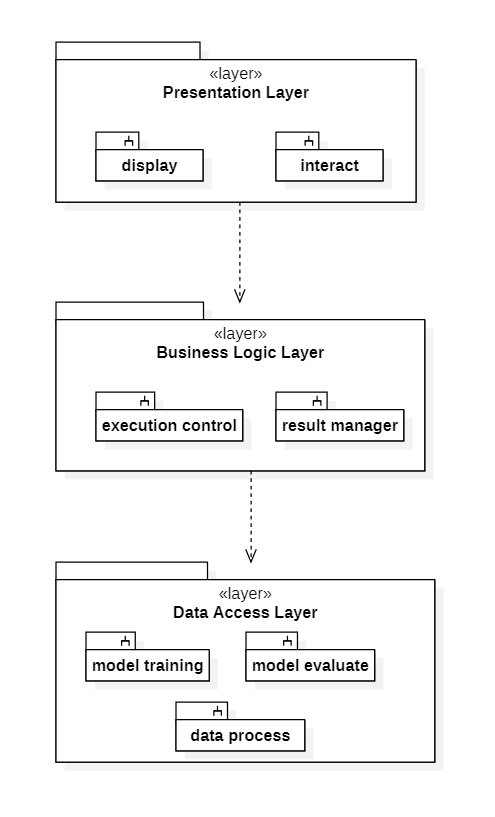 «layer»
Presentation Layer
display
interact
«layer»
Business Logic Layer
execution control
result manager
«layer»
Data Access Layer
model training
model evaluate
data process